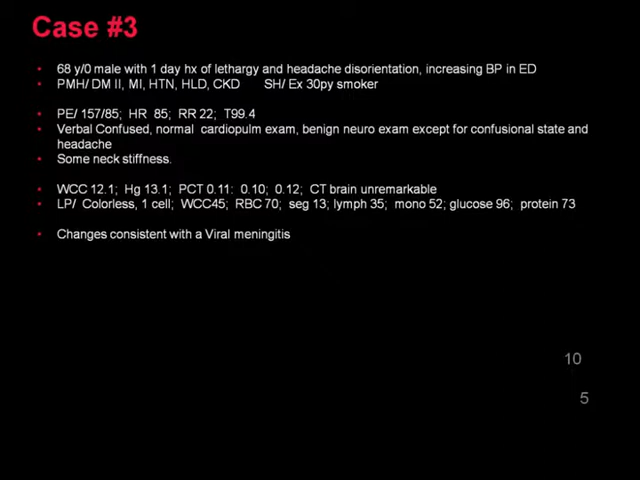 Case #3
• 68 y/0 male with 1 day hx of lethargy and headache disorientation, increasing BP in ED
• PMH/ DM II, MI, HTN, HLD, CKD SH/ Ex 30py smoker
• PE/ 157/85; HR 85; RR 22; T99.4
• Verbal Confused, normal cardiopulm exam, benign neuro exam except for confusional state and
headache
• Some neck stiffness.
• WCC 12.1; Hg 13.1; PCT 0.11: 0.10; 0.12; CT brain unremarkable
• LP/ Colorless, 1 cell; WCC45; RBC 70; seg 13; lymph 35; mono 52; glucose 96; protein 73
• Changes consistent with a Viral meningitis
10
5